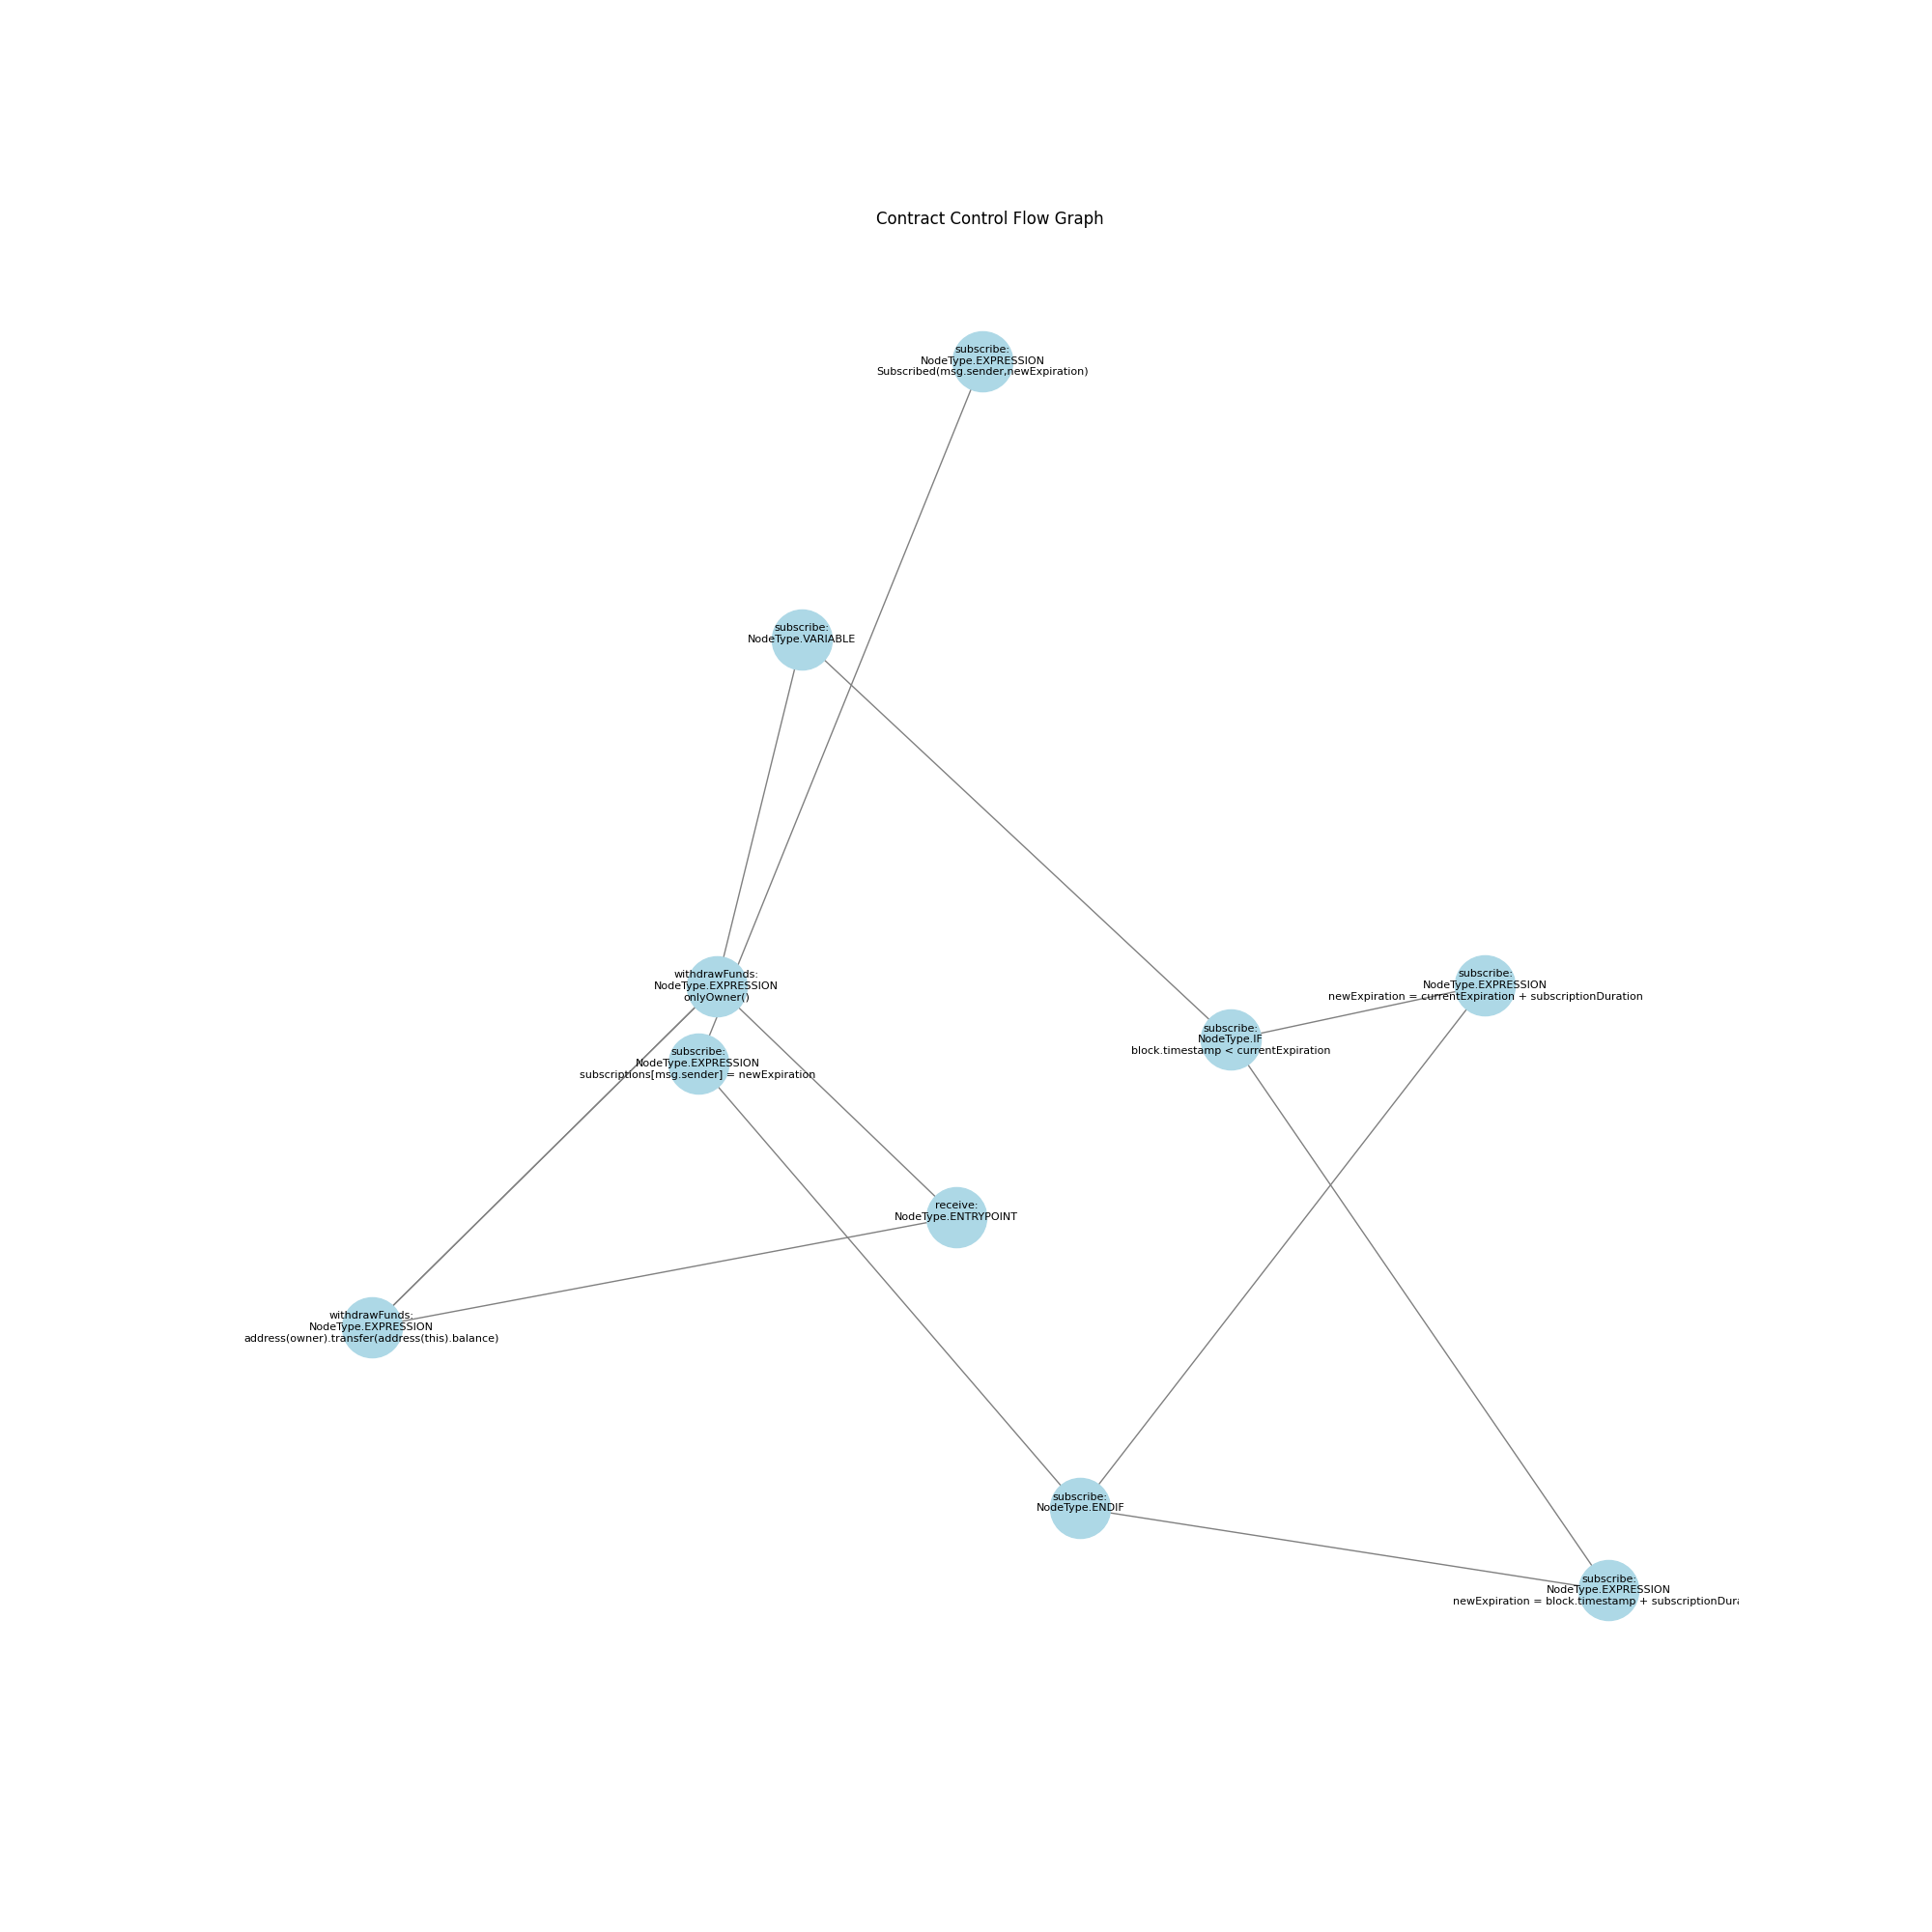 Contract Control Flow Graph
subscribe:
NodeType.EXPRESSION
Subscribed(msg.sender,newExpiration)
subscribe:
NodeType.VARIABLE
withdrawFunds:
NodeType.EXPRESSION
onlyOwner()
subscribe:
NodeType.EXPRESSION
newExpiration = currentExpiration + subscriptionDuration
subscribe:
NodeType.IF
block.timestamp < currentExpiration
subscribe:
NodeType.EXPRESSION
subscriptions[msg.sender] = newExpiration
receive:
NodeType.ENTRYPOINT
withdrawFunds:
NodeType.EXPRESSION
address(owner).transfer(address(this).balance)
subscribe:
NodeType.ENDIF
subscribe:
NodeType.EXPRESSION
newExpiration = block.timestamp + subscriptionDura